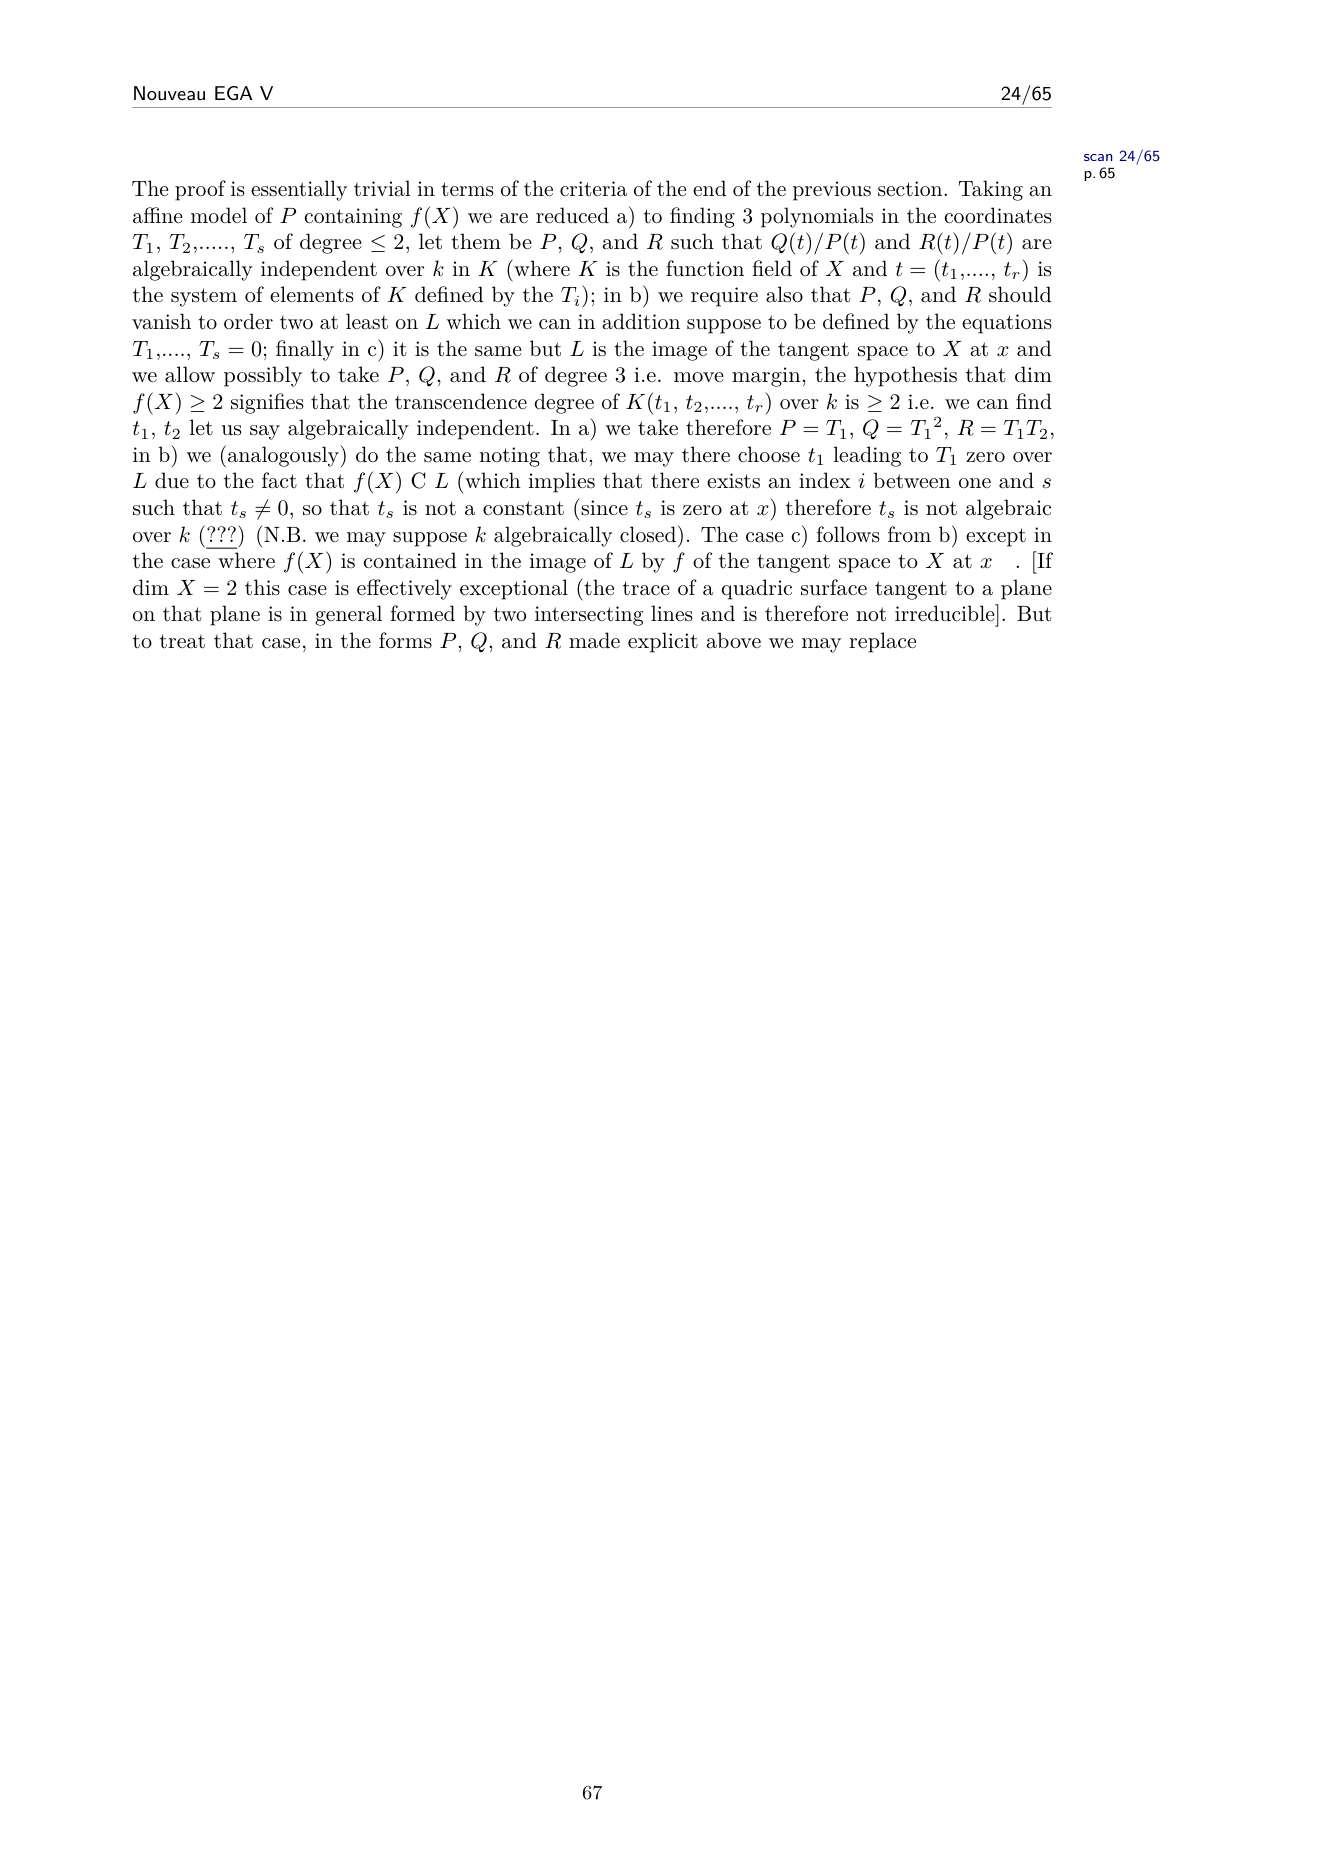 Nouveau EGA V 24/65
scan 24/65
p. 65
The proof is essentially trivial in terms of the criteria of the end of the previous section. Taking an
affine model of P containing f(X) we are reduced a) to finding 3 polynomials in the coordinates
T₁, T₂,....., Tₛ of degree ≤ 2, let them be P, Q, and R such that Q(t)/P(t) and R(t)/P(t) are
algebraically independent over k in K (where K is the function field of X and t = (t₁,...., tᵣ) is
the system of elements of K defined by the Tᵢ); in b) we require also that P, Q, and R should
vanish to order two at least on L which we can in addition suppose to be defined by the equations
T₁,...., Tₛ = 0; finally in c) it is the same but L is the image of the tangent space to X at x and
we allow possibly to take P, Q, and R of degree 3 i.e. move margin, the hypothesis that dim
f(X) ≥ 2 signifies that the transcendence degree of K(t₁, t₂,...., tᵣ) over k is ≥ 2 i.e. we can find
t₁, t₂ let us say algebraically independent. In a) we take therefore P = T₁, Q = T₁², R = T₁T₂,
in b) we (analogously) do the same noting that, we may there choose t₁ leading to T₁ zero over
L due to the fact that f(X) C L (which implies that there exists an index i between one and s
such that tₛ ≠ 0, so that tₛ is not a constant (since tₛ is zero at x) therefore tₛ is not algebraic
over k (???) (N.B. we may suppose k algebraically closed). The case c) follows from b) except in
the case where f(X) is contained in the image of L by f of the tangent space to X at x . [If
dim X = 2 this case is effectively exceptional (the trace of a quadric surface tangent to a plane
on that plane is in general formed by two intersecting lines and is therefore not irreducible]. But
to treat that case, in the forms P, Q, and R made explicit above we may replace
67